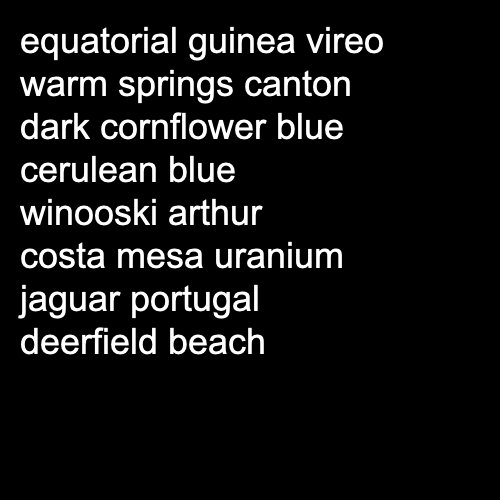 equatorial guinea vireo
warm springs canton
dark cornflower blue
cerulean blue
winooski arthur
costa mesa uranium
jaguar portugal
deerfield beach